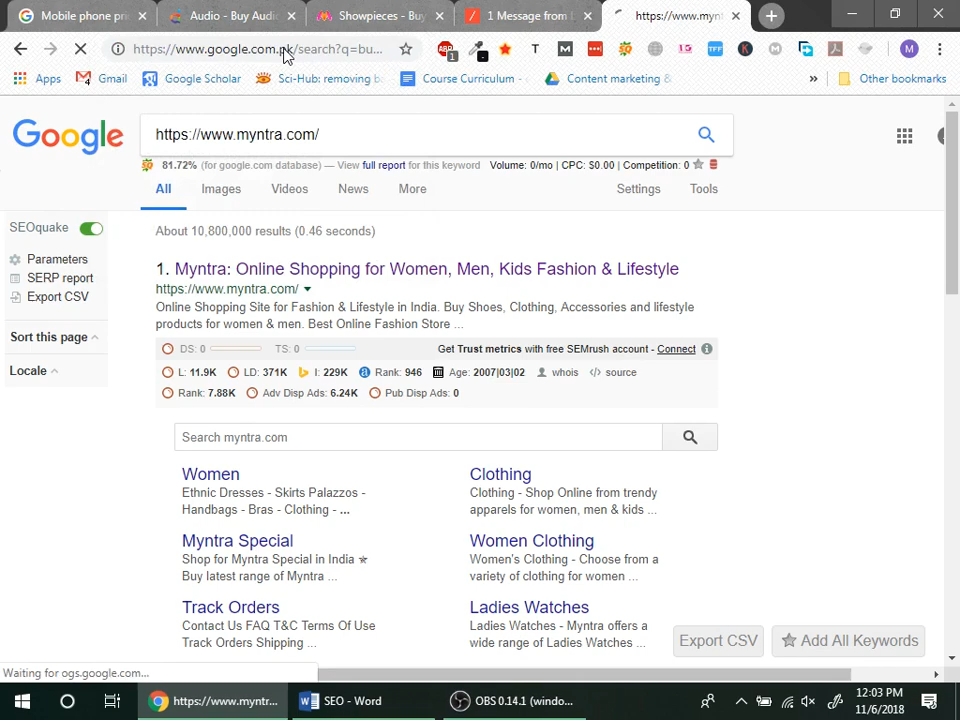 Mobile phone pri
Audio - Buy Audi
Showpieces - Buy
1 Message from L
https://www.mynt
https://www.google.com.pk/search?q=bu...
Apps
Gmail
Google Scholar
Sci-Hub: removing ba
Course Curriculum -
Content marketing &
»
Other bookmarks
Google
https://www.myntra.com/
81.72% (for google.com database) — View full report for this keyword
Volume: 0/mo | CPC: $0.00 | Competition: 0
All
Images
Videos
News
More
Settings
Tools
SEOquake
Parameters
SERP report
Export CSV
Sort this page
Locale
About 10,800,000 results (0.46 seconds)
1. Myntra: Online Shopping for Women, Men, Kids Fashion & Lifestyle
https://www.myntra.com/
Online Shopping Site for Fashion & Lifestyle in India. Buy Shoes, Clothing, Accessories and lifestyle
products for women & men. Best Online Fashion Store ...
DS: 0
TS: 0
Get Trust metrics with free SEMrush account - Connect
L: 11.9K
LD: 371K
I: 229K
Rank: 946
Age: 2007|03|02
whois
source
Rank: 7.88K
Adv Disp Ads: 6.24K
Pub Disp Ads: 0
Search myntra.com
Women
Ethnic Dresses - Skirts Palazzos -
Handbags - Bras - Clothing - ...
Clothing
Clothing - Shop Online from trendy
apparels for women, men & kids ...
Myntra Special
Shop for Myntra Special in India ★
Buy latest range of Myntra ...
Women Clothing
Women's Clothing - Choose from a
variety of clothing for women ...
Track Orders
Contact Us FAQ T&C Terms Of Use
Track Orders Shipping ...
Ladies Watches
Ladies Watches - Myntra offers a
wide range of Ladies Watches ...
Export CSV
Add All Keywords
Waiting for ogs.google.com...
https://www.myntr...
SEO - Word
OBS 0.14.1 (windo...
12:03 PM
11/6/2018